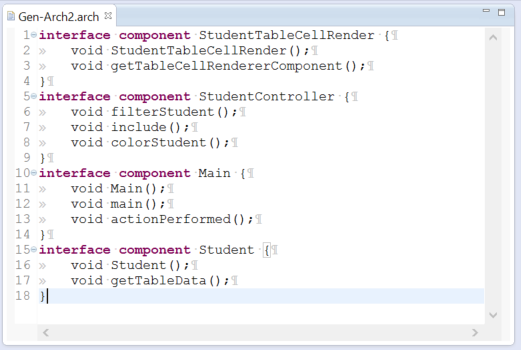 Gen-Arch2.arch
1 interface component StudentTableCellRender {
2 void StudentTableCellRender();
3 void getTableCellRendererComponent();
4 }
5 interface component StudentController {
6 void filterStudent();
7 void include();
8 void colorStudent();
9 }
10 interface component Main {
11 void Main();
12 void main();
13 void actionPerformed();
14 }
15 interface component Student {
16 void Student();
17 void getTableData();
18 }